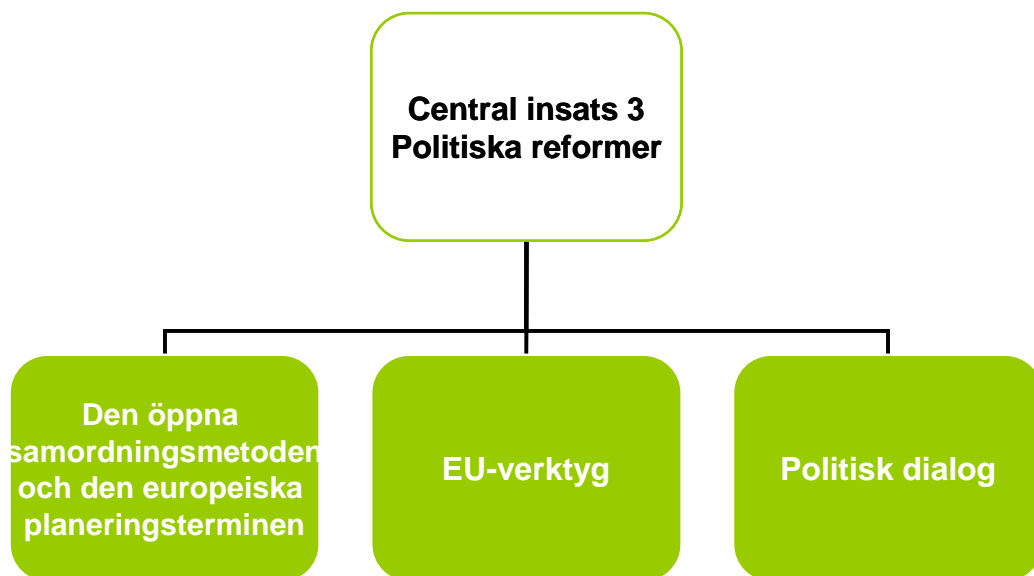 Central insats 3
Politiska reformer
Den öppna
samordningsmetoden
och den europeiska
planeringsterminen
EU-verktyg
Politisk dialog